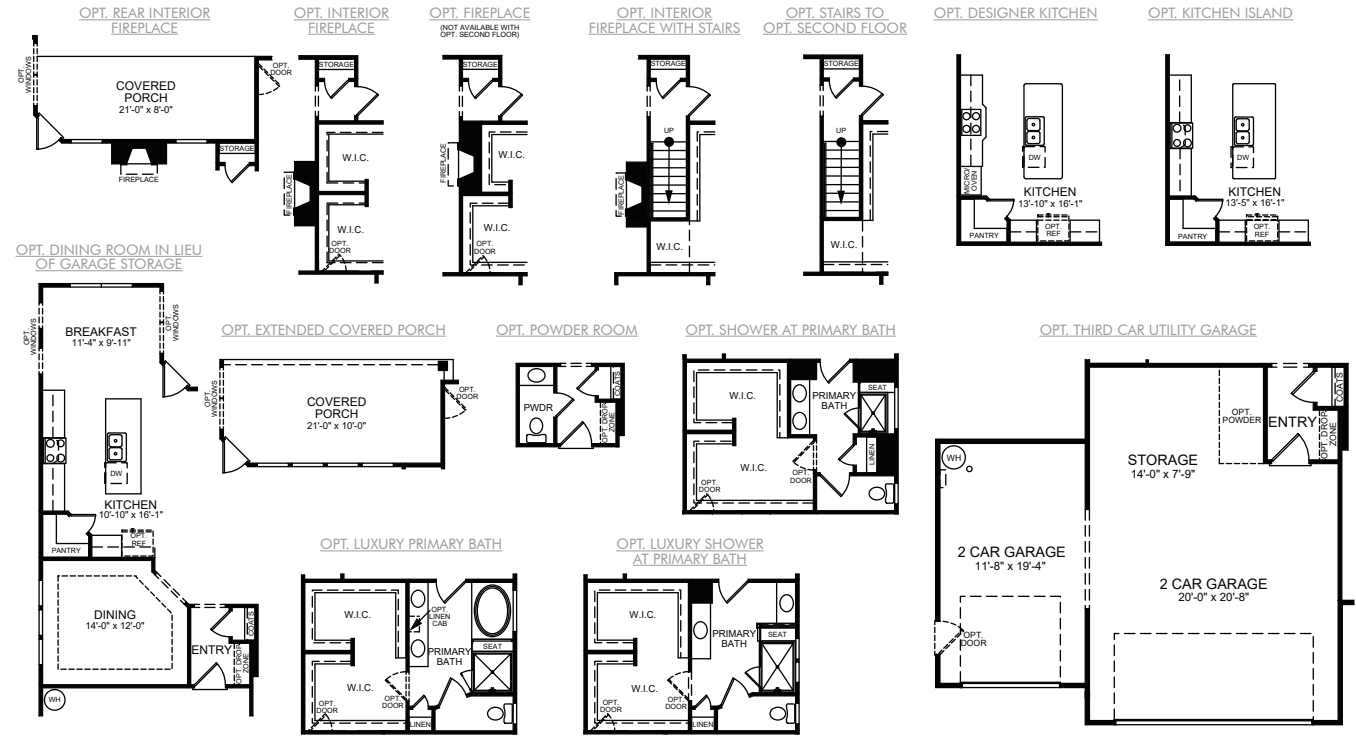 OPT. REAR INTERIOR
FIREPLACE
OPT. WINDOWS
COVERED
PORCH
21'-0" x 8'-0"
OPT.
DOOR
STORAGE
FIREPLACE
OPT. INTERIOR
FIREPLACE
STORAGE
W.I.C.
FIREPLACE
W.I.C.
OPT.
DOOR
OPT. FIREPLACE
(NOT AVAILABLE WITH
OPT. SECOND FLOOR)
STORAGE
FIREPLACE
W.I.C.
W.I.C.
OPT.
DOOR
OPT. INTERIOR
FIREPLACE WITH STAIRS
STORAGE
UP
FIREPLACE
W.I.C.
OPT. STAIRS TO
OPT. SECOND FLOOR
STORAGE
UP
W.I.C.
OPT. DESIGNER KITCHEN
DW
MICRO/
OVEN
KITCHEN
13'-10" x 16'-1"
PANTRY
OPT.
REF
OPT. KITCHEN ISLAND
DW
KITCHEN
13'-5" x 16'-1"
PANTRY
OPT.
REF
OPT. DINING ROOM IN LIEU
OF GARAGE STORAGE
OPT.
WINDOWS
BREAKFAST
11'-4" x 9'-11"
OPT.
WINDOWS
DW
KITCHEN
10'-10" x 16'-1"
PANTRY
OPT.
REF
DINING
14'-0" x 12'-0"
ENTRY
COATS
OPT. DROP
ZONE
WH
OPT. EXTENDED COVERED PORCH
OPT.
WINDOWS
COVERED
PORCH
21'-0" x 10'-0"
OPT.
DOOR
OPT. POWDER ROOM
PWDR
COATS
OPT. DROP
ZONE
OPT. SHOWER AT PRIMARY BATH
W.I.C.
PRIMARY
BATH
SEAT
W.I.C.
LINEN
OPT.
DOOR
OPT.
DOOR
OPT. LUXURY PRIMARY BATH
W.I.C.
OPT.
LINEN
CAB
PRIMARY
BATH
SEAT
W.I.C.
OPT.
DOOR
OPT.
DOOR
LINEN
OPT. LUXURY SHOWER
AT PRIMARY BATH
W.I.C.
PRIMARY
BATH
SEAT
W.I.C.
OPT.
DOOR
OPT.
DOOR
LINEN
OPT. THIRD CAR UTILITY GARAGE
OPT.
POWDER
ENTRY
COATS
OPT. DROP
ZONE
WH
STORAGE
14'-0" x 7'-9"
2 CAR GARAGE
11'-8" x 19'-4"
2 CAR GARAGE
20'-0" x 20'-8"
OPT.
DOOR